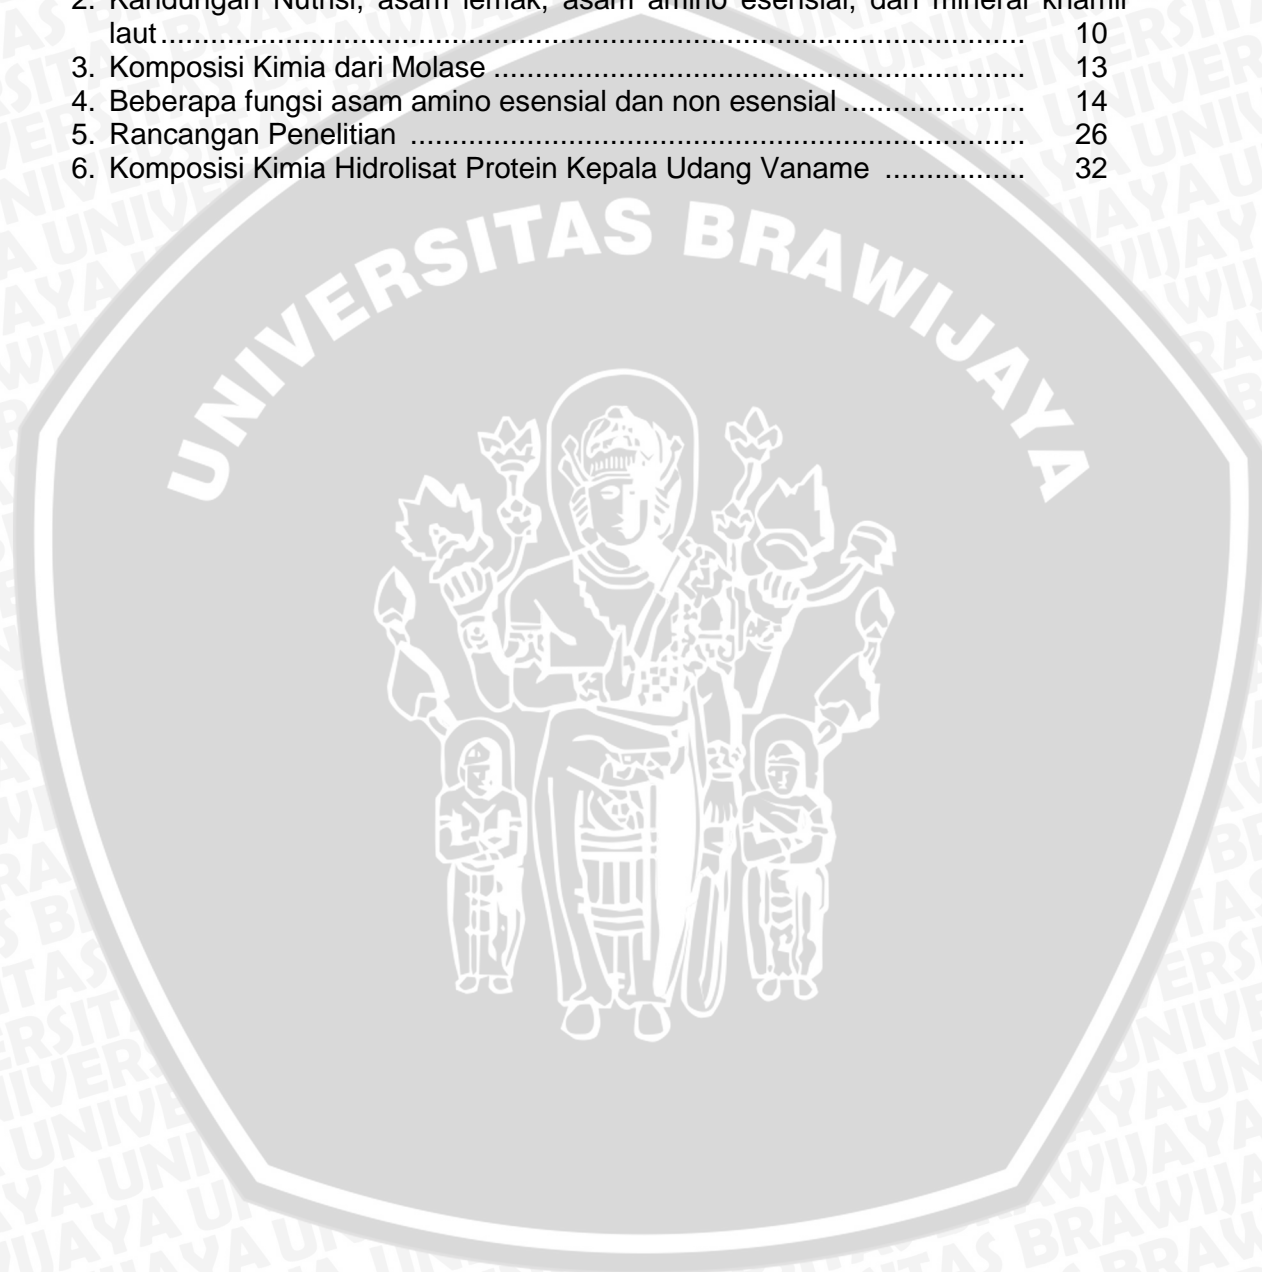 2. Kandungan Nutrisi, asam lemak, asam amino esensial, dan mineral khamir
laut ........................................................................................................ 10
3. Komposisi Kimia dari Molase ................................................................ 13
4. Beberapa fungsi asam amino esensial dan non esensial ...................... 14
5. Rancangan Penelitian .......................................................................... 26
6. Komposisi Kimia Hidrolisat Protein Kepala Udang Vaname ................. 32
UNIVERSITAS BRAWIJAYA